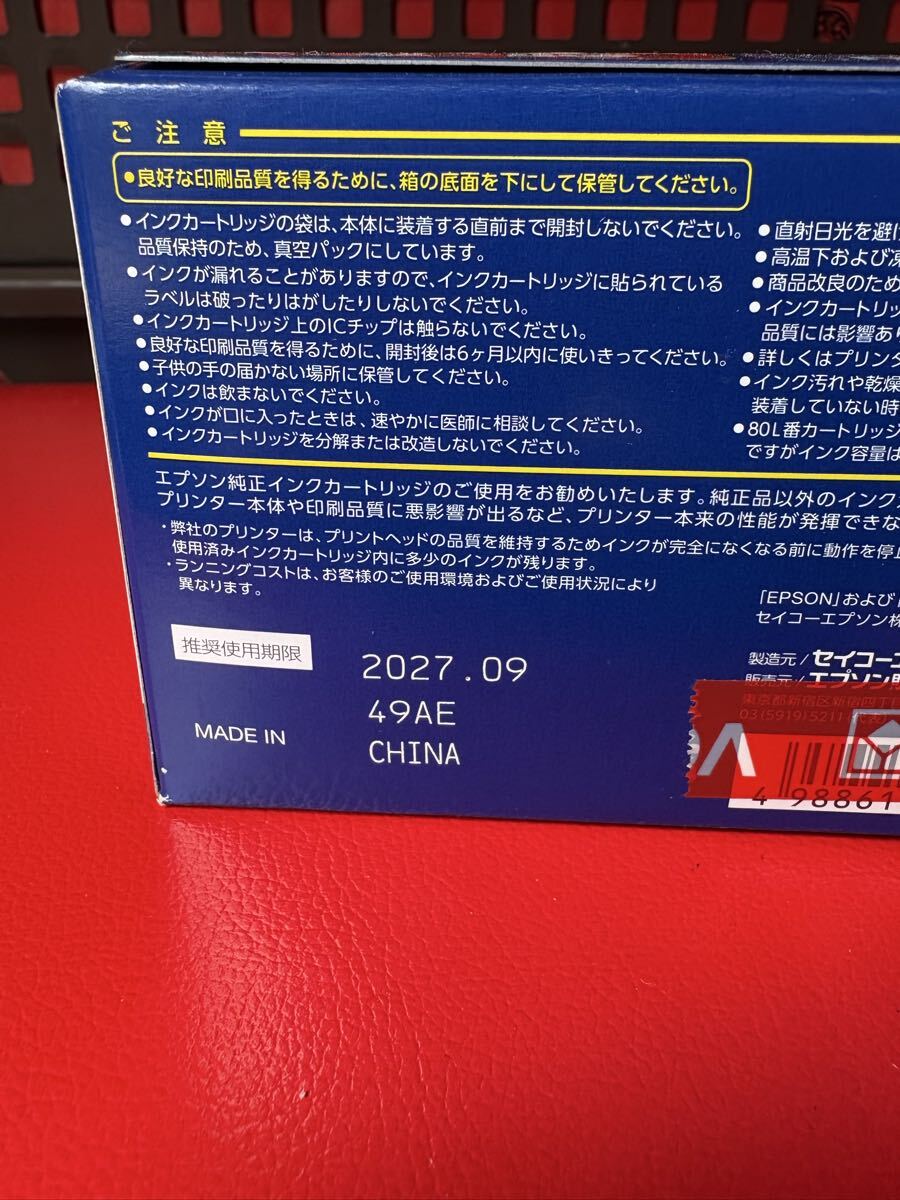 ご注意
●良好な印刷品質を得るために、箱の底面を下にして保管してください。
●インクカートリッジの袋は、本体に装着する直前まで開封しないでください。
品質保持のため、真空パックにしています。
●インクが漏れることがありますので、インクカートリッジに貼られている
ラベルは破ったりはがしたりしないでください。
●インクカートリッジ上のICチップは触らないでください。
●良好な印刷品質を得るために、開封後は6ヶ月以内に使いきってください。
●子供の手の届かない場所に保管してください。
●インクは飲まないでください。
●インクが口に入ったときは、速やかに医師に相談してください。
●インクカートリッジを分解または改造しないでください。
●直射日光を避け
●高温下および凍
●商品改良のため
●インクカートリッ
品質には影響あり
●詳しくはプリンタ
●インク汚れや乾燥
装着していない時
●80L番カートリッジ
ですがインク容量は
エプソン純正インクカートリッジのご使用をお勧めいたします。純正品以外のインク
プリンター本体や印刷品質に悪影響が出るなど、プリンター本来の性能が発揮できな
・弊社のプリンターは、プリントヘッドの品質を維持するためインクが完全になくなる前に動作を停止
使用済みインクカートリッジ内に多少のインクが残ります。
・ランニングコストは、お客様のご使用環境およびご使用状況により
異なります。
「EPSON」および
セイコーエプソン株
推奨使用期限
2027.09
49AE
MADE IN
CHINA
製造元/セイコーエ
販売元/エプソン販
東京都新宿区新宿四丁
03(5919)5211
4 98861